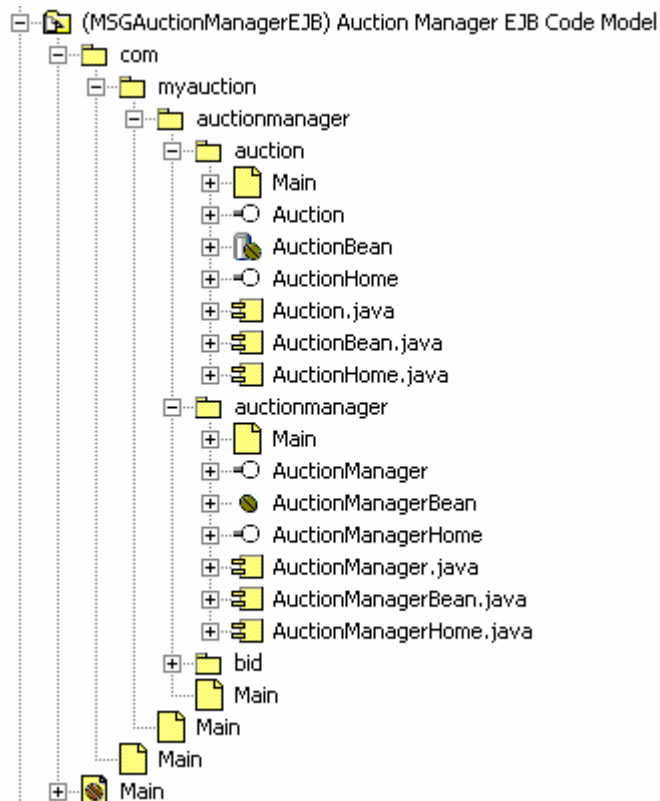 (MSGAuctionManagerEJB) Auction Manager EJB Code Model
com
myauction
auctionmanager
auction
Main
Auction
AuctionBean
AuctionHome
Auction.java
AuctionBean.java
AuctionHome.java
auctionmanager
Main
AuctionManager
AuctionManagerBean
AuctionManagerHome
AuctionManager.java
AuctionManagerBean.java
AuctionManagerHome.java
bid
Main
Main
Main
Main